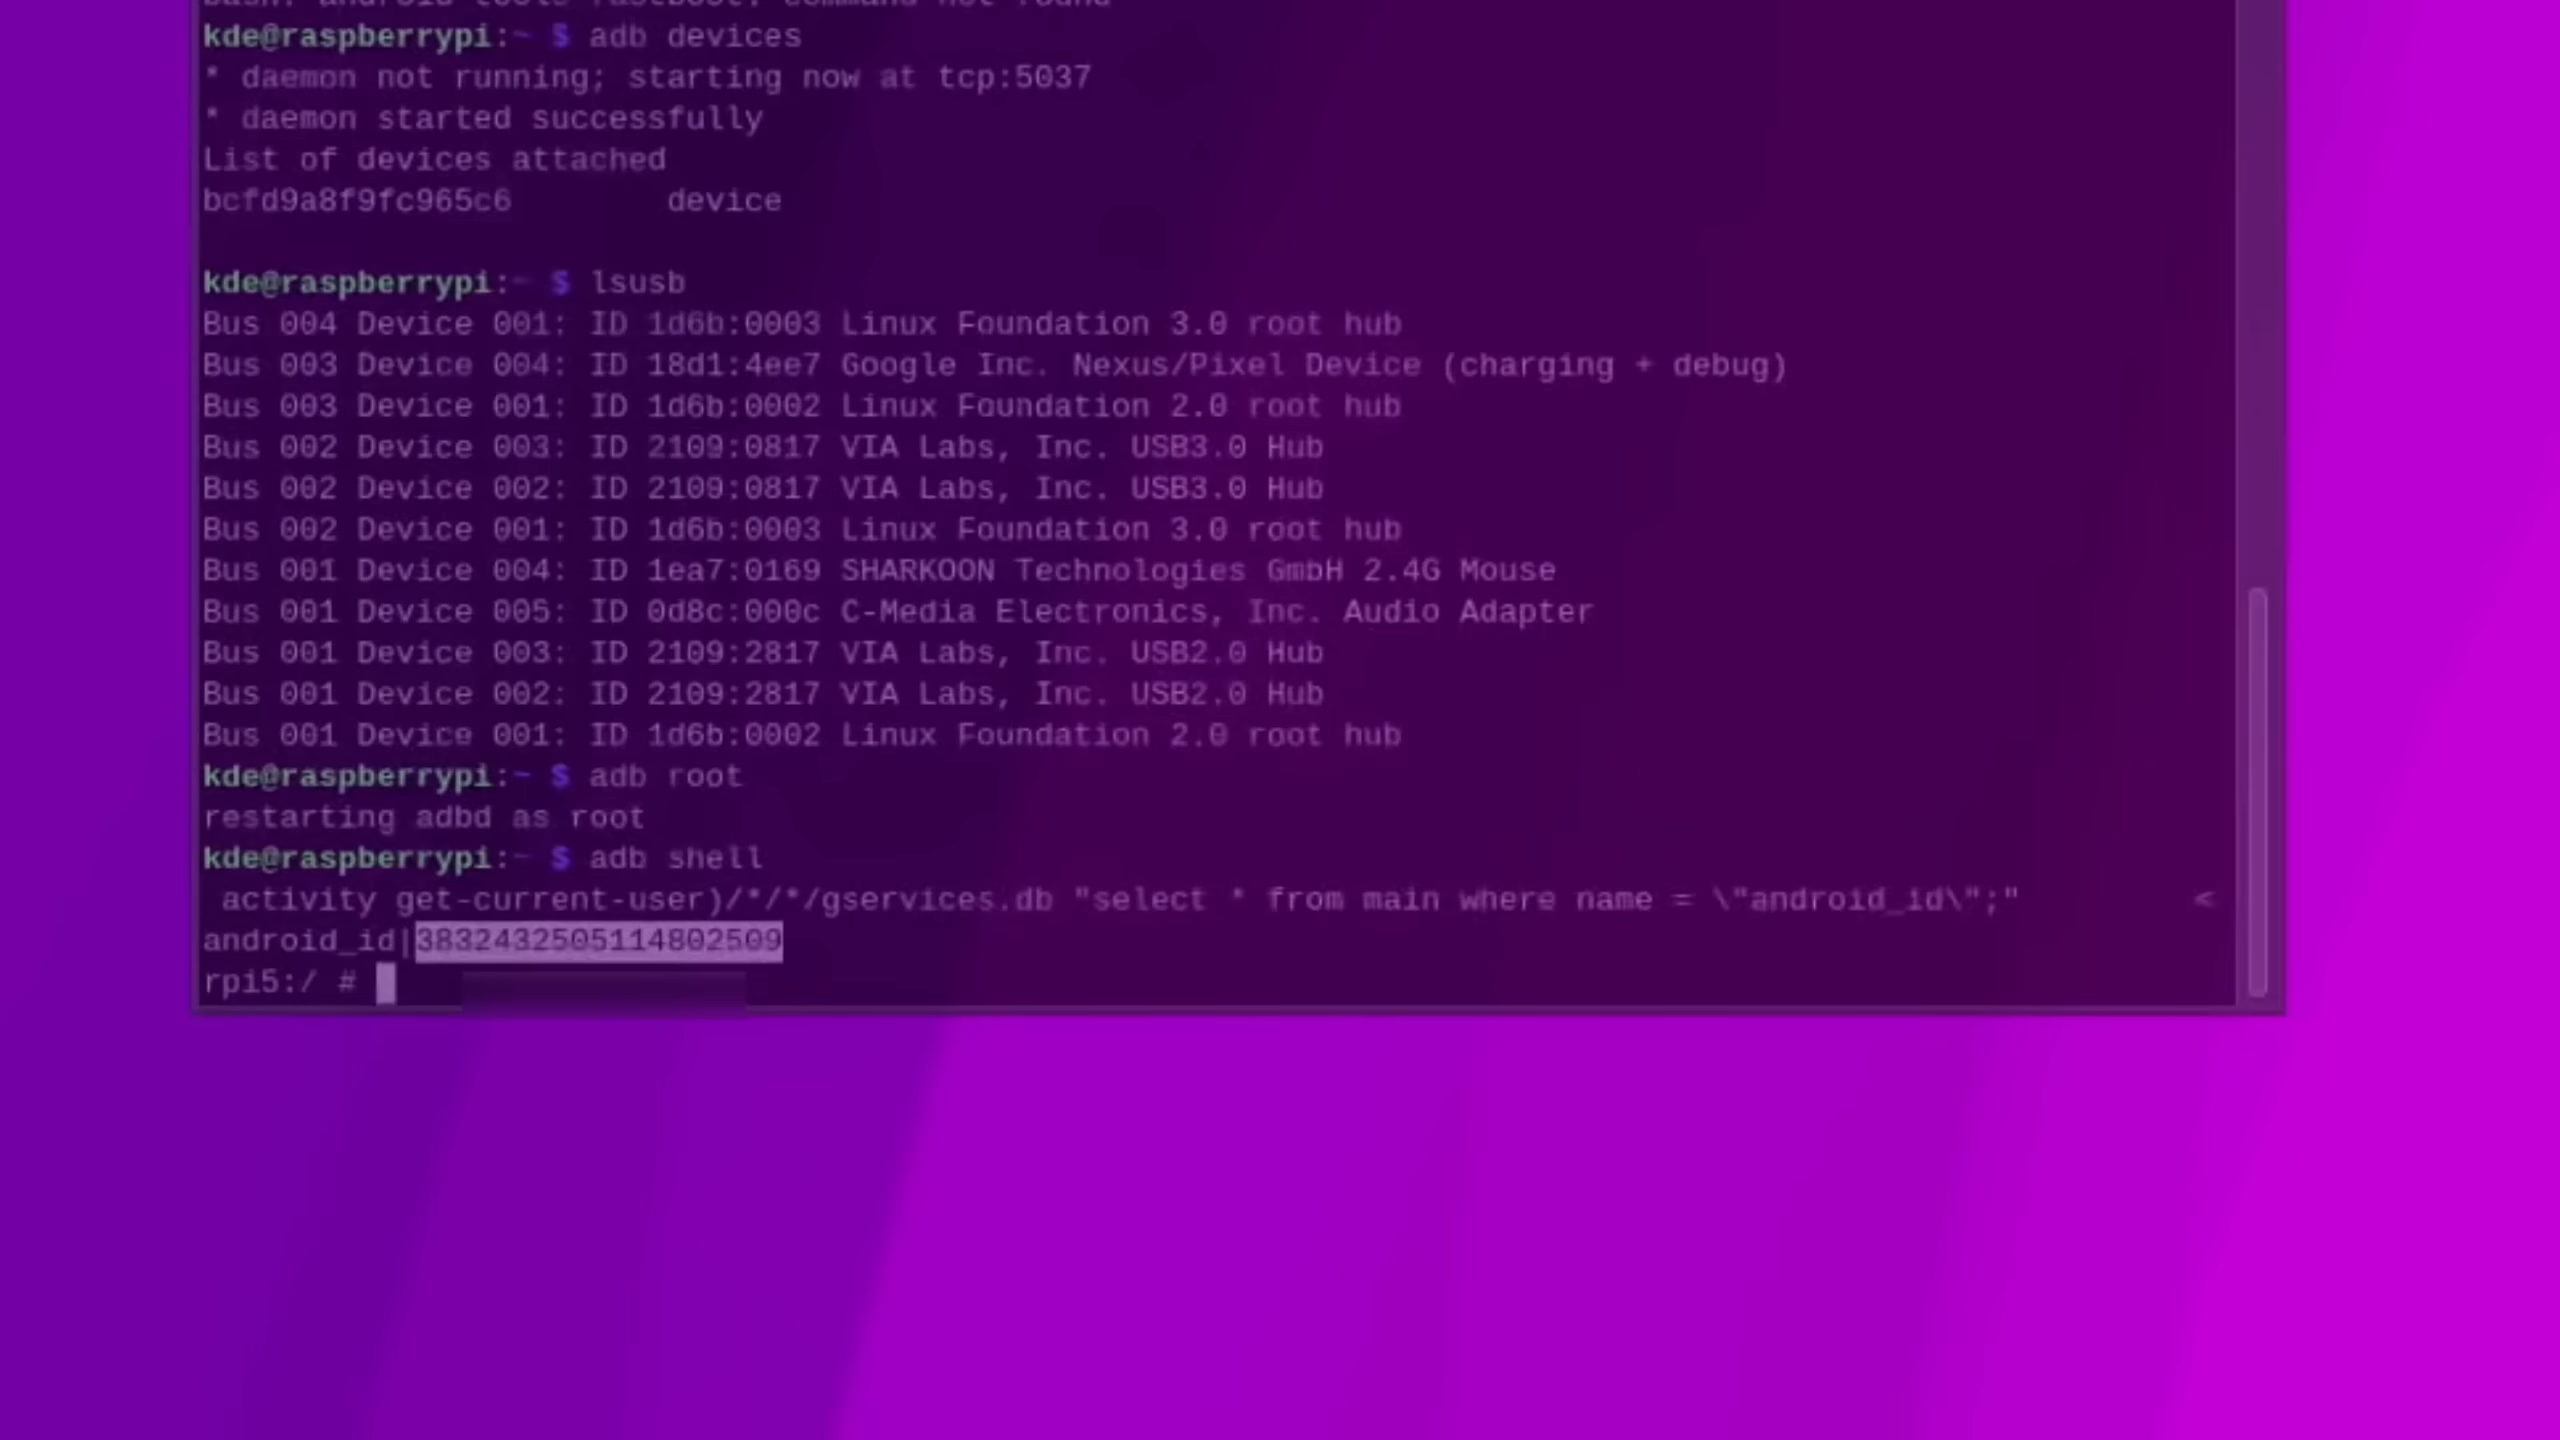 bash: android-tools-fastboot: command not found
kde@raspberrypi:~ $ adb devices
* daemon not running; starting now at tcp:5037
* daemon started successfully
List of devices attached
bcfd9a8f9fc965c6        device
kde@raspberrypi:~ $ lsusb
Bus 004 Device 001: ID 1d6b:0003 Linux Foundation 3.0 root hub
Bus 003 Device 004: ID 18d1:4ee7 Google Inc. Nexus/Pixel Device (charging + debug)
Bus 003 Device 001: ID 1d6b:0002 Linux Foundation 2.0 root hub
Bus 002 Device 003: ID 2109:0817 VIA Labs, Inc. USB3.0 Hub
Bus 002 Device 002: ID 2109:0817 VIA Labs, Inc. USB3.0 Hub
Bus 002 Device 001: ID 1d6b:0003 Linux Foundation 3.0 root hub
Bus 001 Device 004: ID 1ea7:0169 SHARKOON Technologies GmbH 2.4G Mouse
Bus 001 Device 005: ID 0d8c:000c C-Media Electronics, Inc. Audio Adapter
Bus 001 Device 003: ID 2109:2817 VIA Labs, Inc. USB2.0 Hub
Bus 001 Device 002: ID 2109:2817 VIA Labs, Inc. USB2.0 Hub
Bus 001 Device 001: ID 1d6b:0002 Linux Foundation 2.0 root hub
kde@raspberrypi:~ $ adb root
restarting adbd as root
kde@raspberrypi:~ $ adb shell
 activity get-current-user)/*/*/gservices.db "select * from main where name = \"android_id\";"         <
android_id|3832432505114802509
rpi5:/ #